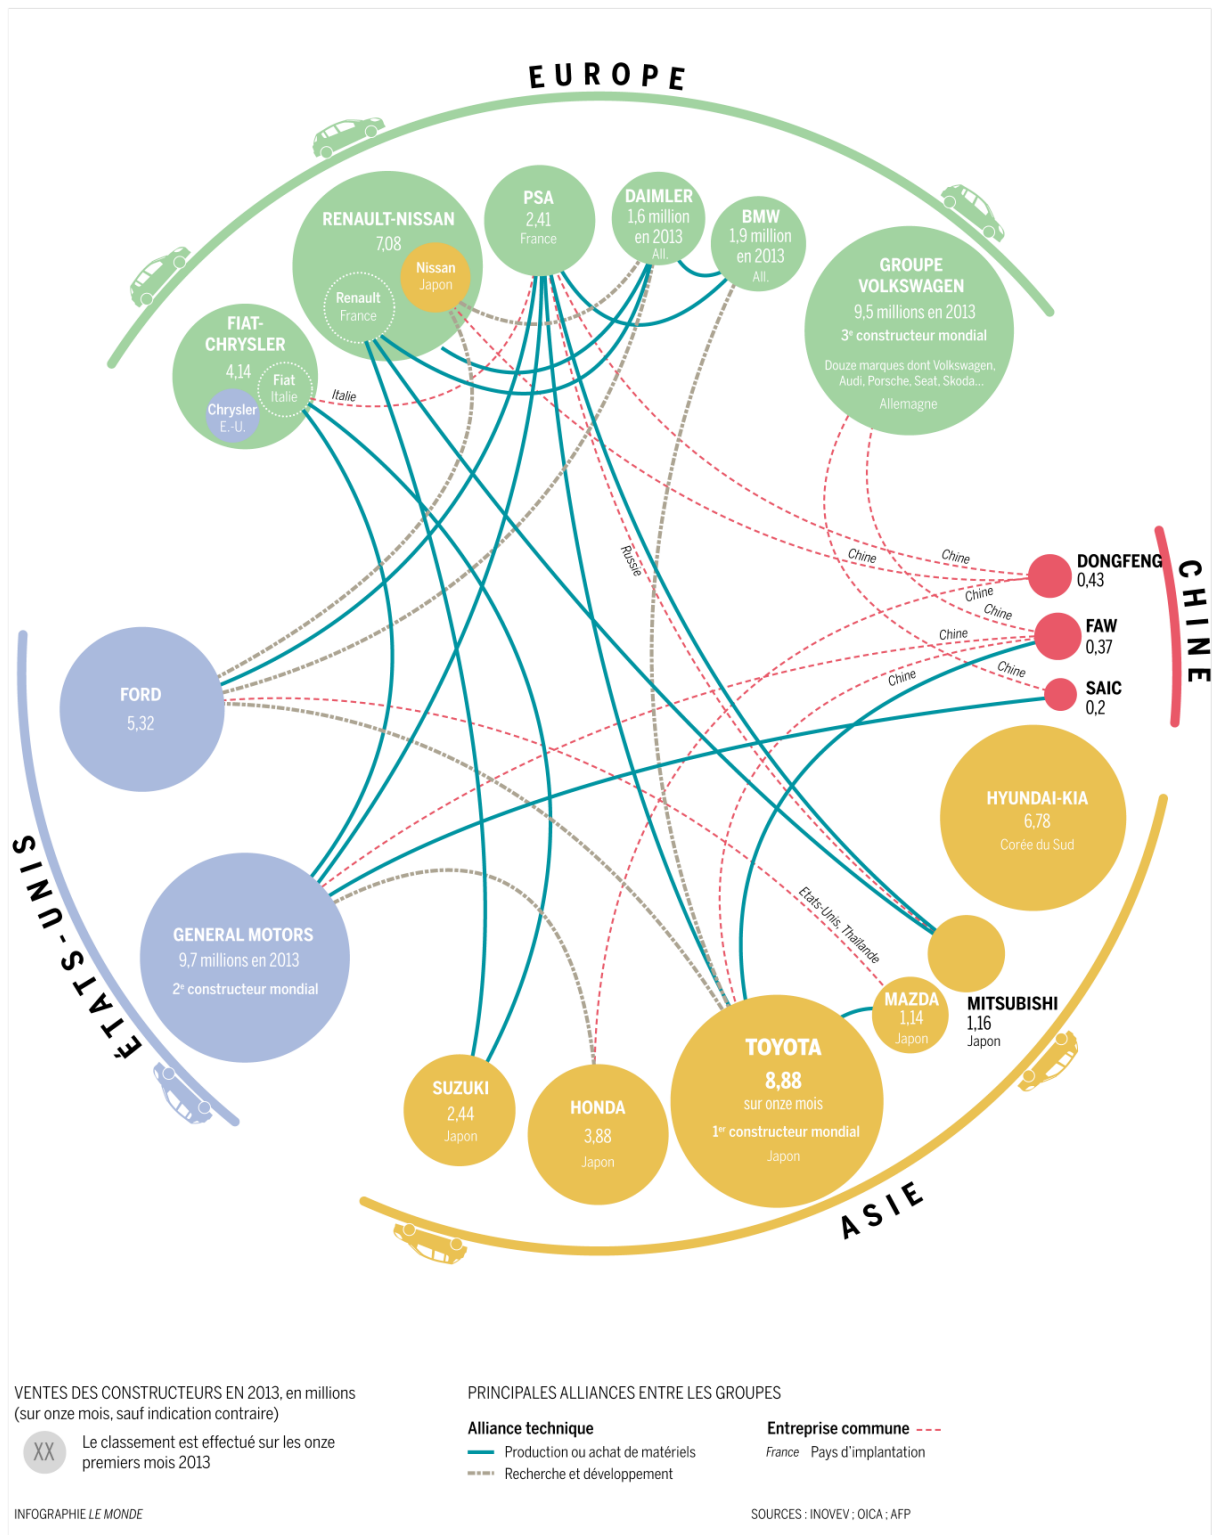 EUROPE
PSA
2,41
France
DAIMLER
1,6 million
en 2013
All.
BMW
1,9 million
en 2013
All.
RENAULT-NISSAN
7,08
Nissan
Japon
Renault
France
GROUPE
VOLKSWAGEN
9,5 millions en 2013
3e constructeur mondial
Douze marques dont Volkswagen,
Audi, Porsche, Seat, Skoda...
Allemagne
FIAT-
CHRYSLER
4,14
Fiat
Italie
Chrysler
E.-U.
Italie
Russie
Chine
Chine
Chine
Chine
Chine
Chine
Chine
CHINE
DONGFENG
0,43
FAW
0,37
SAIC
0,2
FORD
5,32
HYUNDAI-KIA
6,78
Corée du Sud
ÉTATS-UNIS
GENERAL MOTORS
9,7 millions en 2013
2e constructeur mondial
Etats-Unis, Thaïlande
MITSUBISHI
1,16
Japon
MAZDA
1,14
Japon
TOYOTA
8,88
sur onze mois
1er constructeur mondial
Japon
SUZUKI
2,44
Japon
HONDA
3,88
Japon
ASIE
VENTES DES CONSTRUCTEURS EN 2013, en millions
(sur onze mois, sauf indication contraire)
XX
Le classement est effectué sur les onze
premiers mois 2013
PRINCIPALES ALLIANCES ENTRE LES GROUPES
Alliance technique
Production ou achat de matériels
Recherche et développement
Entreprise commune
France Pays d'implantation
INFOGRAPHIE LE MONDE
SOURCES : INOVEV ; OICA ; AFP